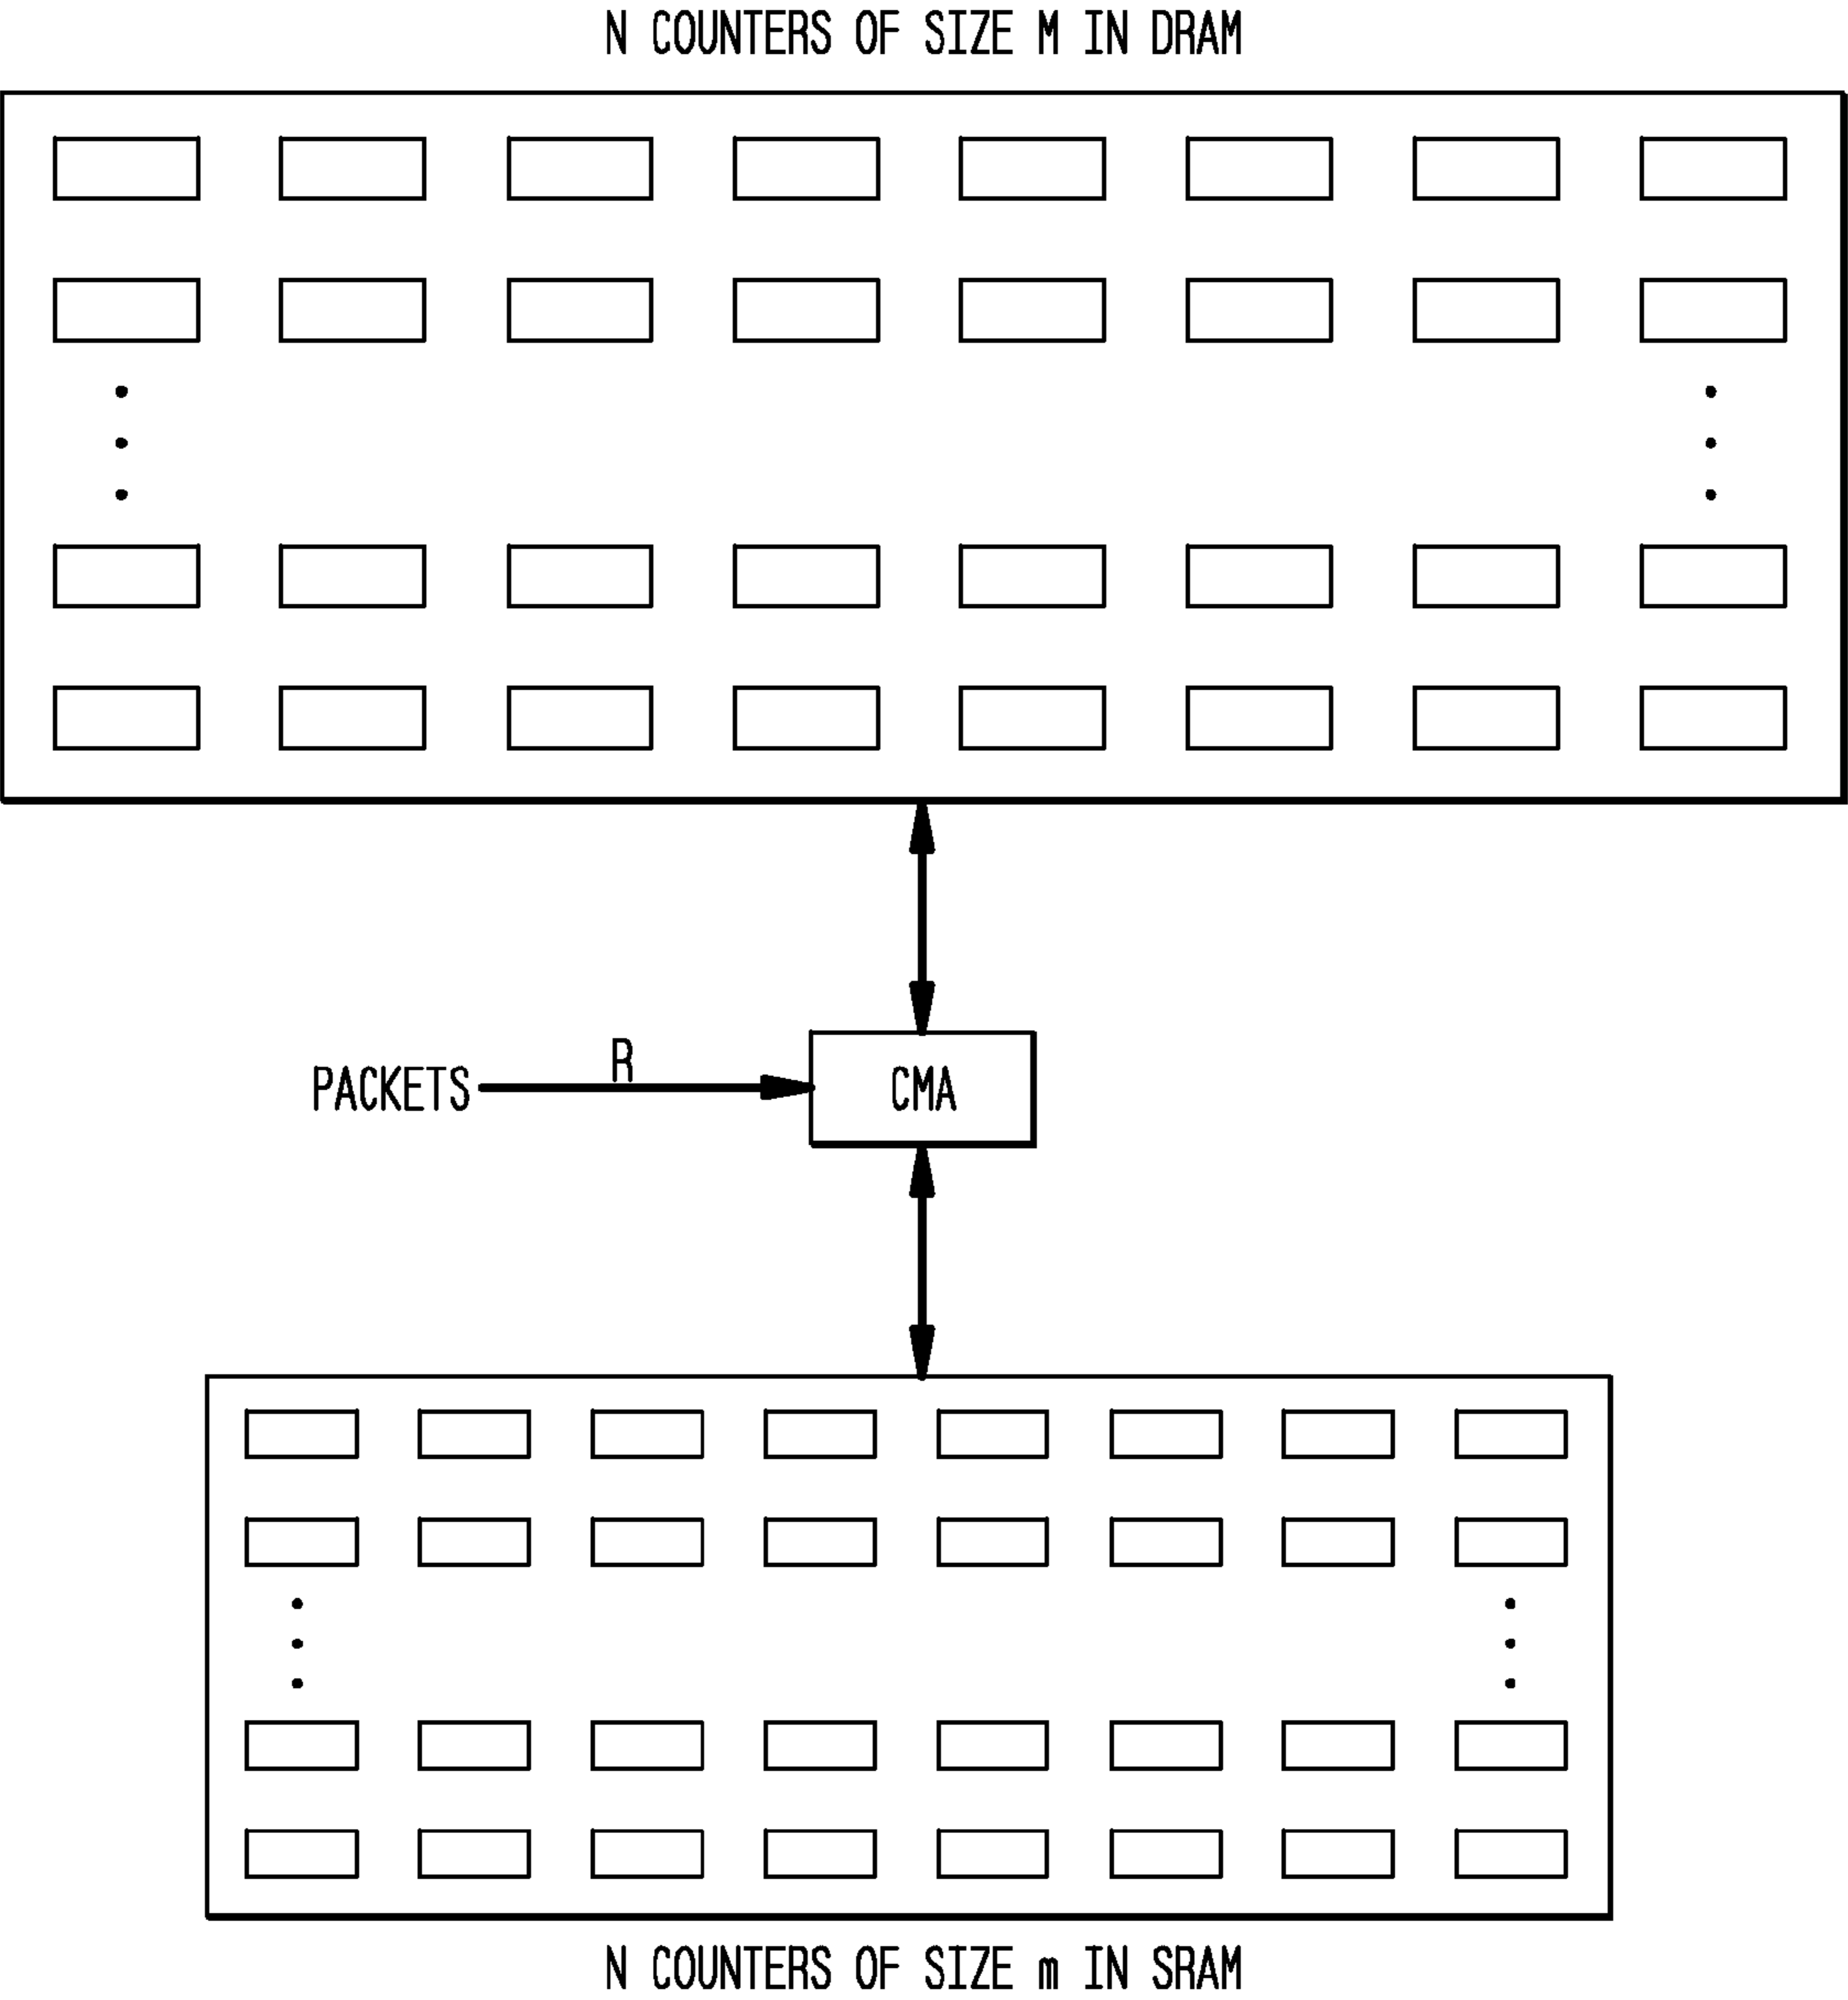 N COUNTERS OF SIZE M IN DRAM
R
PACKETS
CMA
N COUNTERS OF SIZE m IN SRAM